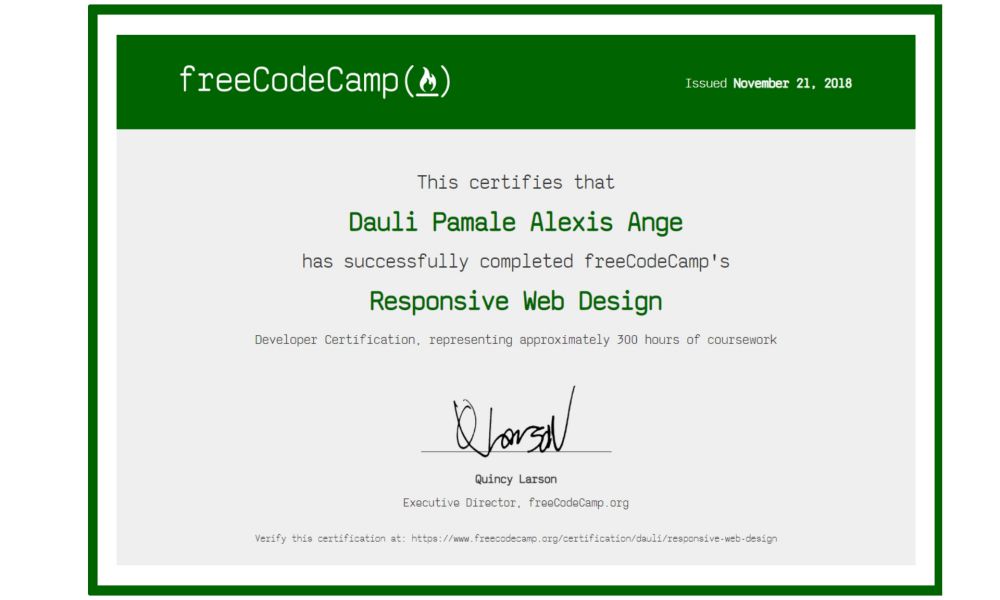 freeCodeCamp(🔥)
Issued November 21, 2018
This certifies that
Dauli Pamale Alexis Ange
has successfully completed freeCodeCamp's
Responsive Web Design
Developer Certification, representing approximately 300 hours of coursework
Q Larson
Quincy Larson
Executive Director, freeCodeCamp.org
Verify this certification at: https://www.freecodecamp.org/certification/dauli/responsive-web-design